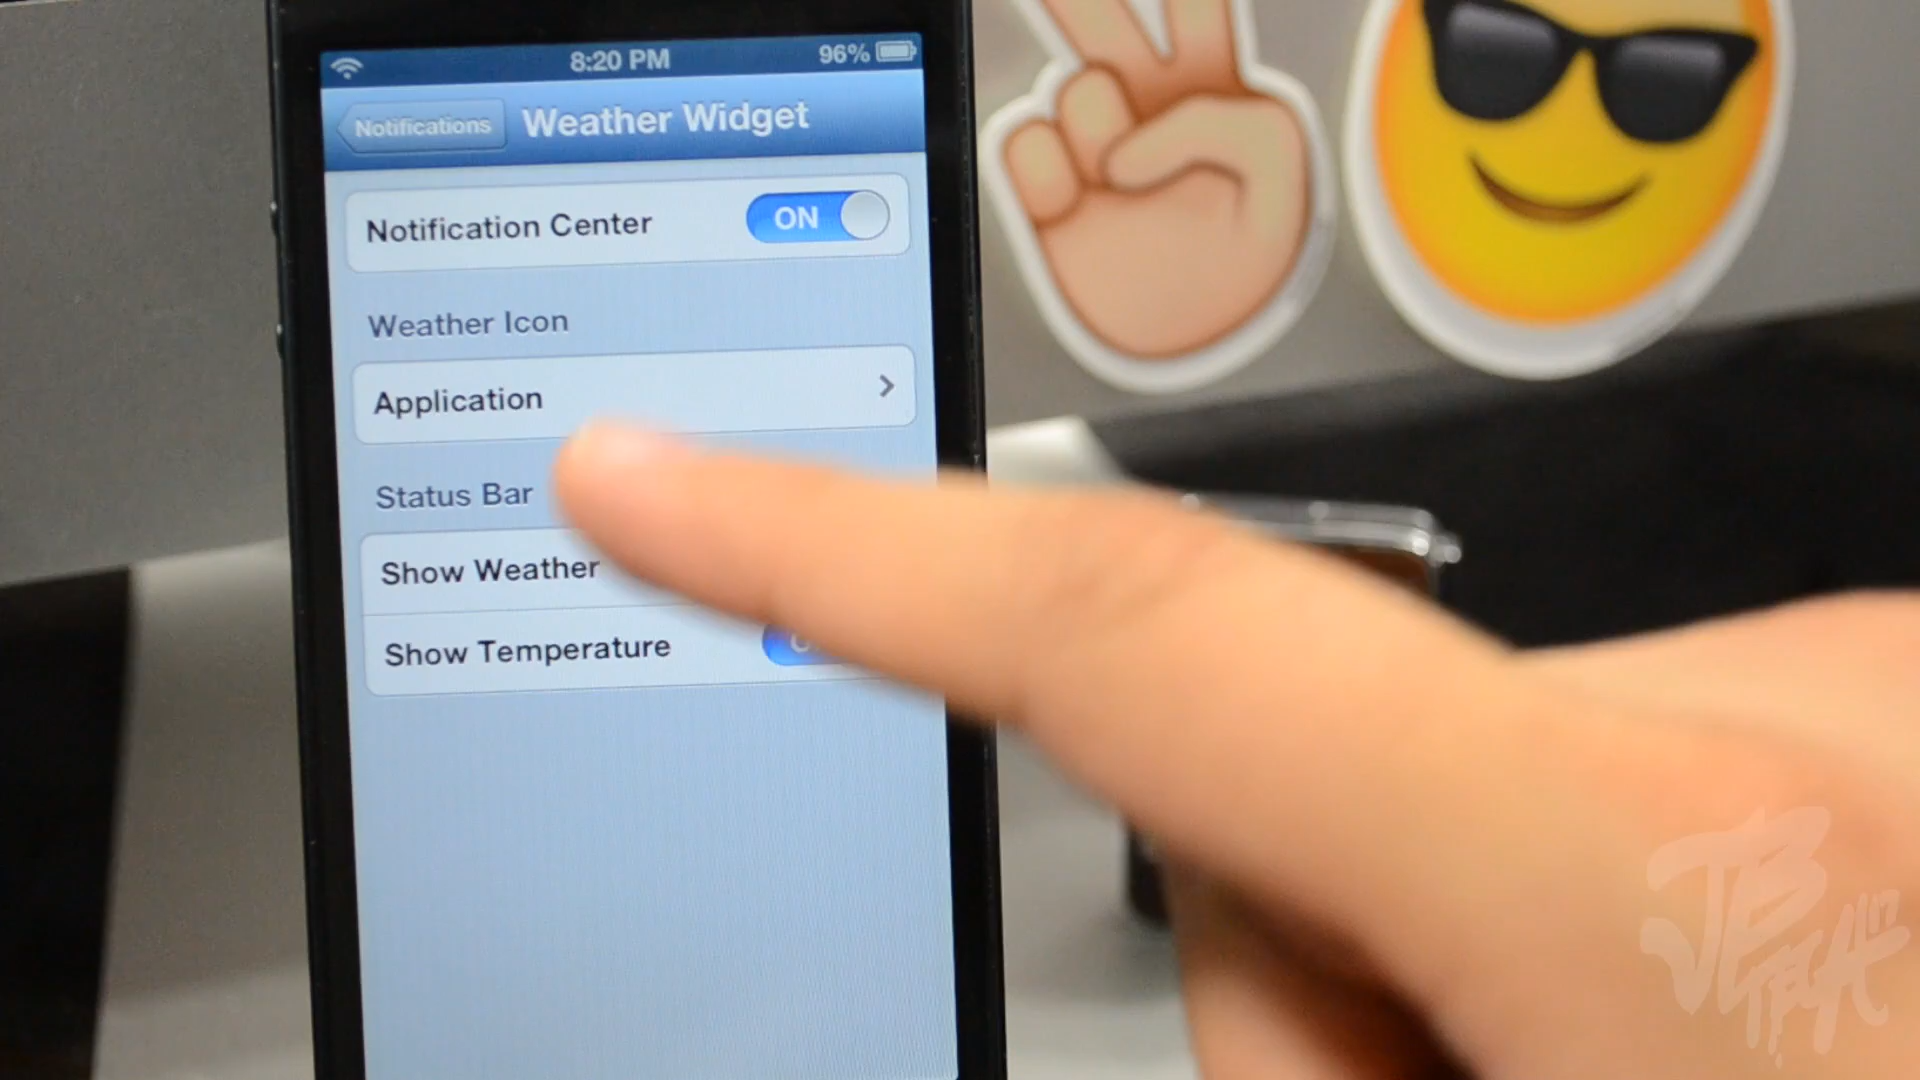 8:20 PM 96%
Notifications Weather Widget
Notification Center ON
Weather Icon
Application
Status Bar
Show Weather
Show Temperature